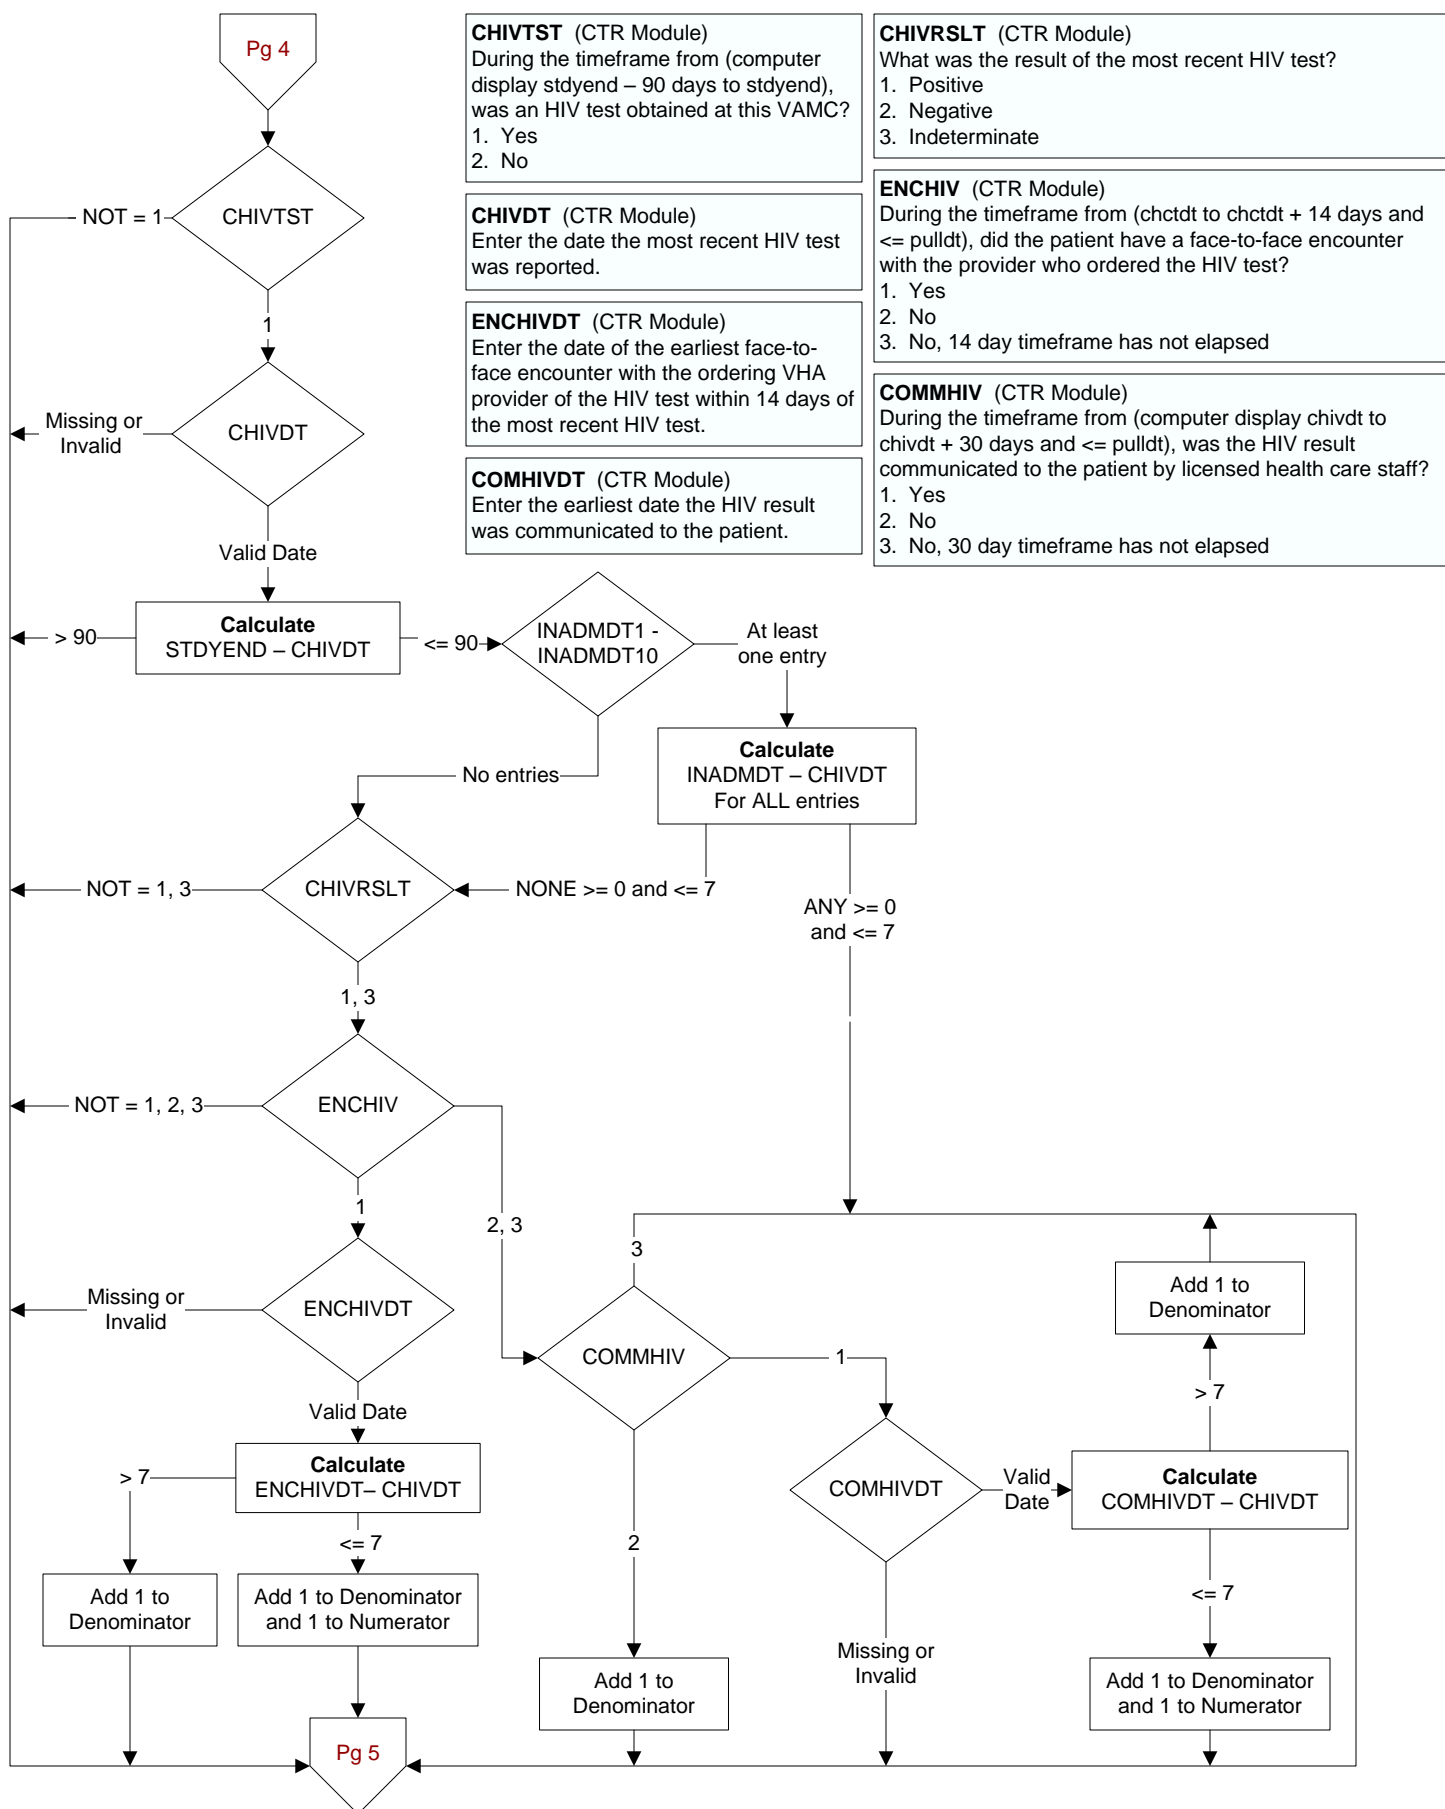 Pg 4
CHIVTST (CTR Module)
During the timeframe from (computer
display stdyend – 90 days to stdyend),
was an HIV test obtained at this VAMC?
1. Yes
2. No
CHIVDT (CTR Module)
Enter the date the most recent HIV test
was reported.
ENCHIVDT (CTR Module)
Enter the date of the earliest face-to-
face encounter with the ordering VHA
provider of the HIV test within 14 days of
the most recent HIV test.
COMHIVDT (CTR Module)
Enter the earliest date the HIV result
was communicated to the patient.
CHIVRSLT (CTR Module)
What was the result of the most recent HIV test?
1. Positive
2. Negative
3. Indeterminate
ENCHIV (CTR Module)
During the timeframe from (chctdt to chctdt + 14 days and
<= pulldt), did the patient have a face-to-face encounter
with the provider who ordered the HIV test?
1. Yes
2. No
3. No, 14 day timeframe has not elapsed
COMMHIV (CTR Module)
During the timeframe from (computer display chivdt to
chivdt + 30 days and <= pulldt), was the HIV result
communicated to the patient by licensed health care staff?
1. Yes
2. No
3. No, 30 day timeframe has not elapsed
NOT = 1
CHIVTST
1
Missing or
Invalid
CHIVDT
Valid Date
> 90
Calculate
STDYEND – CHIVDT
<= 90
INADMDT1 -
INADMDT10
At least
one entry
No entries
Calculate
INADMDT – CHIVDT
For ALL entries
NOT = 1, 3
CHIVRSLT
NONE >= 0 and <= 7
ANY >= 0
and <= 7
1, 3
NOT = 1, 2, 3
ENCHIV
1
2, 3
Missing or
Invalid
ENCHIVDT
3
COMMHIV
1
Add 1 to
Denominator
> 7
Valid Date
Calculate
ENCHIVDT– CHIVDT
> 7
<= 7
COMHIVDT
Valid
Date
Calculate
COMHIVDT – CHIVDT
2
<= 7
Add 1 to
Denominator
Add 1 to Denominator
and 1 to Numerator
Missing or
Invalid
Add 1 to
Denominator
Add 1 to Denominator
and 1 to Numerator
Pg 5